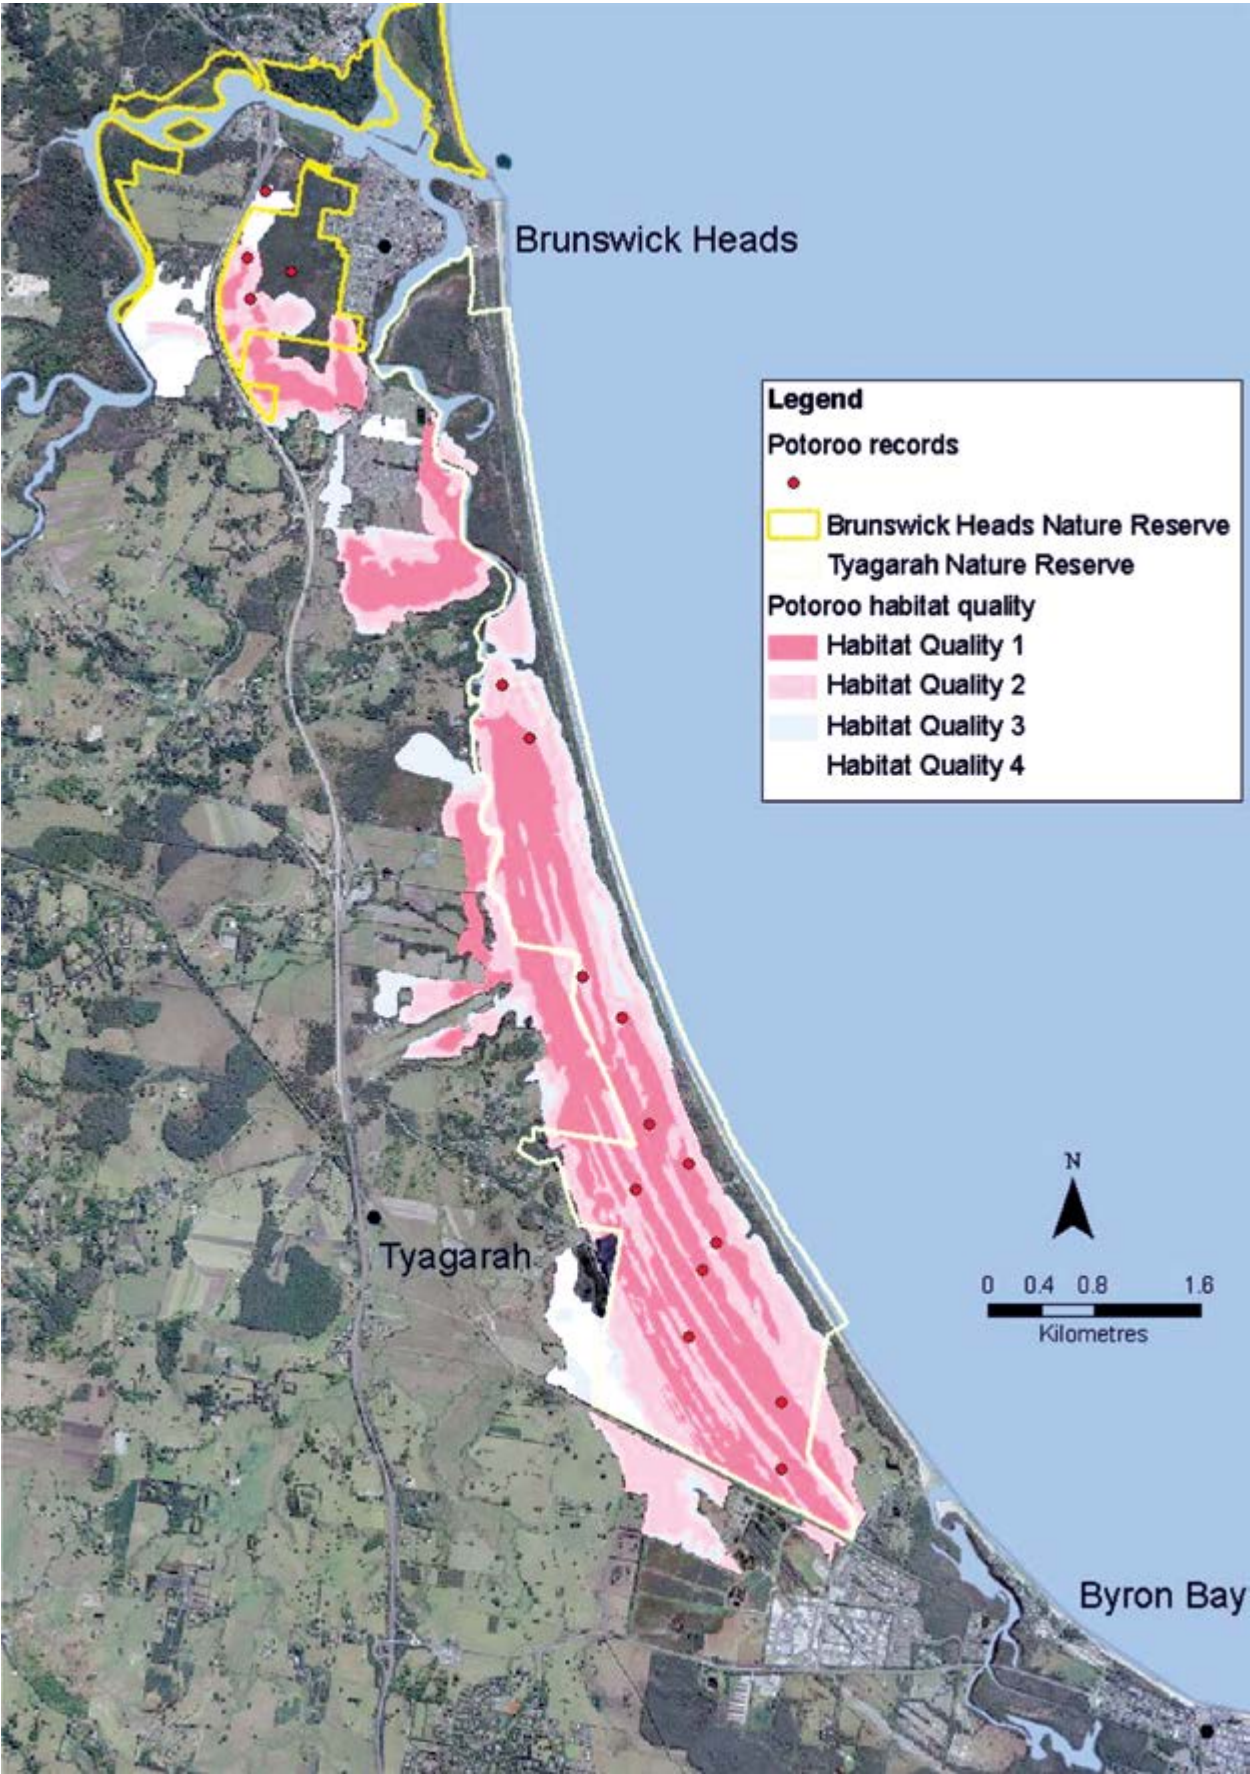 Brunswick Heads
Legend
Potoroo records
Brunswick Heads Nature Reserve
Tyagarah Nature Reserve
Potoroo habitat quality
Habitat Quality 1
Habitat Quality 2
Habitat Quality 3
Habitat Quality 4
N
Tyagarah
0 0.4 0.8 1.6
Kilometres
Byron Bay